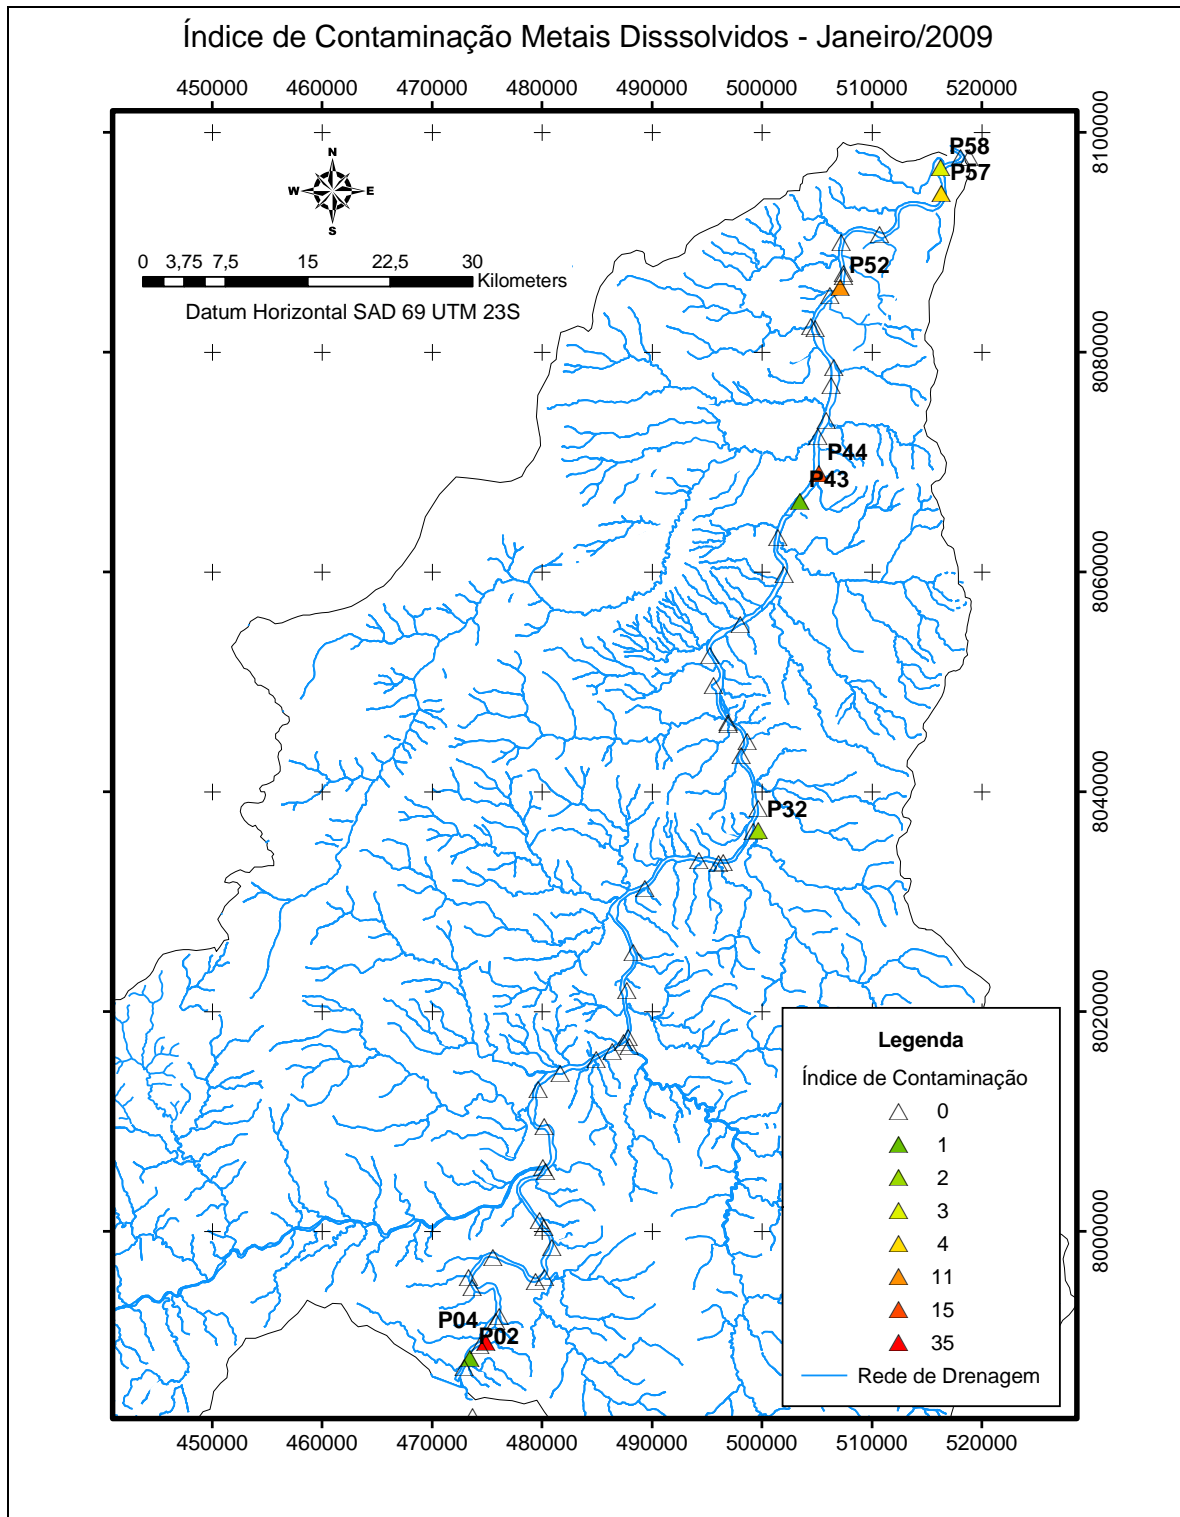 Índice de Contaminação Metais Disssolvidos - Janeiro/2009
450000 460000 470000 480000 490000 500000 510000 520000
8100000
N
W E
S
0 3,75 7,5 15 22,5 30
Kilometers
Datum Horizontal SAD 69 UTM 23S
P58
P57
P52
8080000
P44
P43
8060000
8040000
P32
8020000
8000000
P04
P02
Legenda
Índice de Contaminação
0
1
2
3
4
11
15
35
Rede de Drenagem
450000 460000 470000 480000 490000 500000 510000 520000